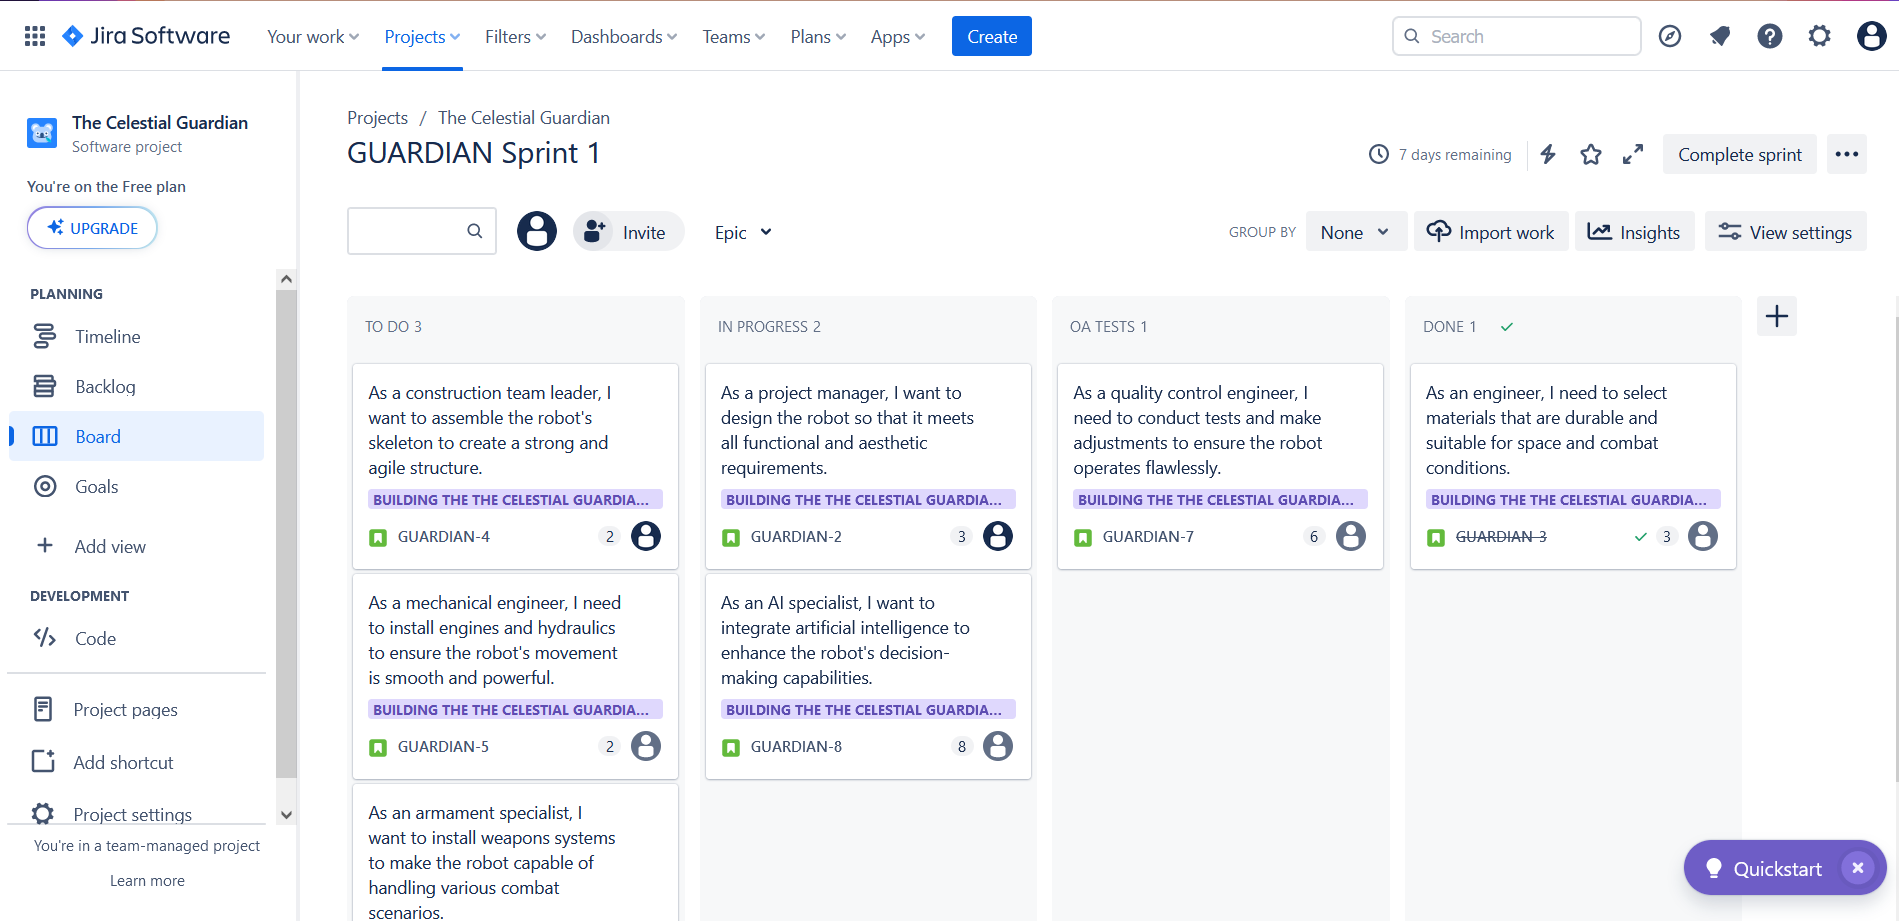 Jira Software
Your work
Projects
Filters
Dashboards
Teams
Plans
Apps
Create
Search
The Celestial Guardian
Software project
You're on the Free plan
UPGRADE
PLANNING
Timeline
Backlog
Board
Goals
Add view
DEVELOPMENT
Code
Project pages
Add shortcut
Project settings
You're in a team-managed project
Learn more
Projects / The Celestial Guardian
GUARDIAN Sprint 1
7 days remaining
Complete sprint
Invite
Epic
GROUP BY
None
Import work
Insights
View settings
TO DO 3
As a construction team leader, I
want to assemble the robot's
skeleton to create a strong and
agile structure.
BUILDING THE THE CELESTIAL GUARDIA...
GUARDIAN-4
2
As a mechanical engineer, I need
to install engines and hydraulics
to ensure the robot's movement
is smooth and powerful.
BUILDING THE THE CELESTIAL GUARDIA...
GUARDIAN-5
2
As an armament specialist, I
want to install weapons systems
to make the robot capable of
handling various combat
scenarios.
IN PROGRESS 2
As a project manager, I want to
design the robot so that it meets
all functional and aesthetic
requirements.
BUILDING THE THE CELESTIAL GUARDIA...
GUARDIAN-2
3
As an AI specialist, I want to
integrate artificial intelligence to
enhance the robot's decision-
making capabilities.
BUILDING THE THE CELESTIAL GUARDIA...
GUARDIAN-8
8
OA TESTS 1
As a quality control engineer, I
need to conduct tests and make
adjustments to ensure the robot
operates flawlessly.
BUILDING THE THE CELESTIAL GUARDIA...
GUARDIAN-7
6
DONE 1
As an engineer, I need to select
materials that are durable and
suitable for space and combat
conditions.
BUILDING THE THE CELESTIAL GUARDIA...
GUARDIAN-3
3
Quickstart